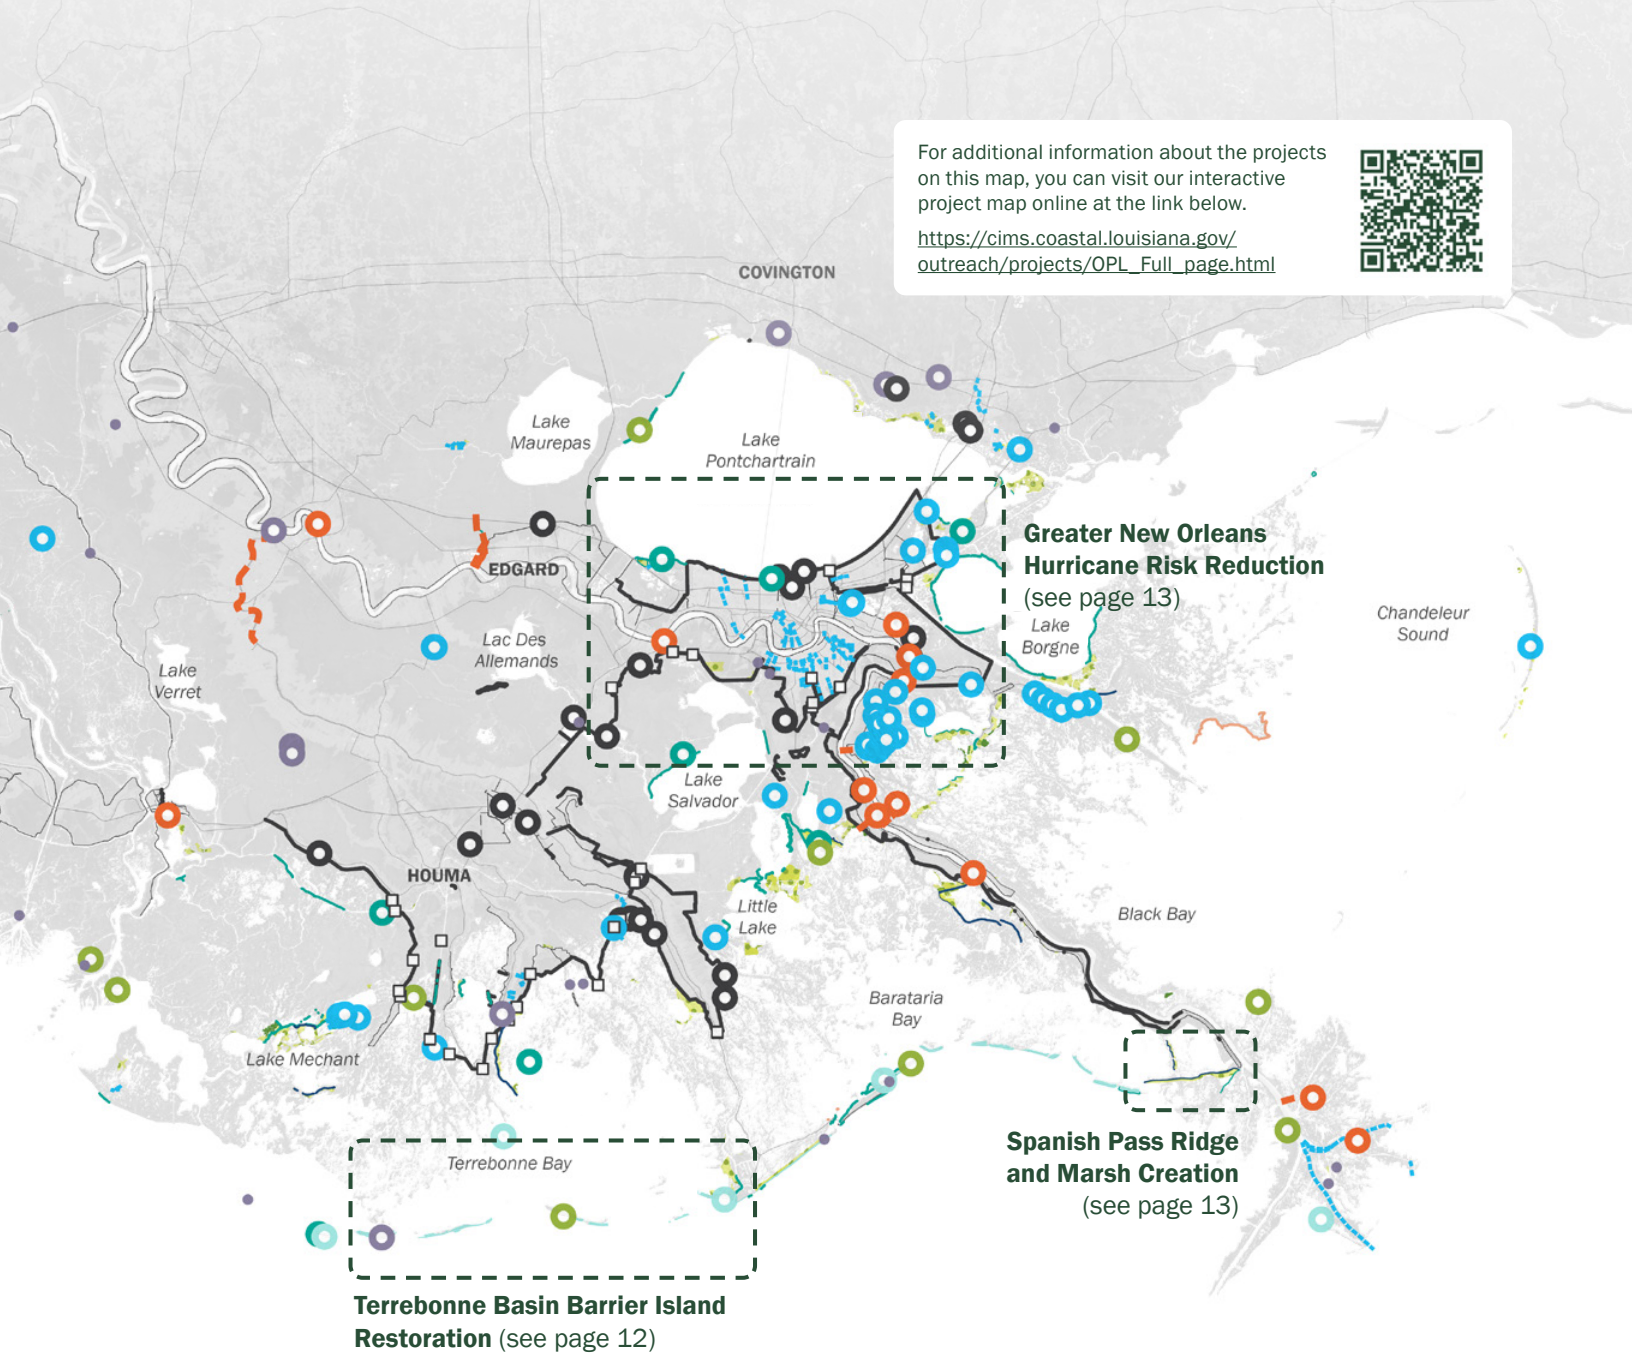 For additional information about the projects
on this map, you can visit our interactive
project map online at the link below.
https://cims.coastal.louisiana.gov/
outreach/projects/OPL_Full_page.html
COVINGTON
Lake
Maurepas
Lake
Pontchartrain
Greater New Orleans
Hurricane Risk Reduction
(see page 13)
EDGARD
Lake
Borgne
Chandeleur
Sound
Lac Des
Allemands
Lake
Verret
Lake
Salvador
HOUMA
Little
Lake
Black Bay
Barataria
Bay
Lake Mechant
Spanish Pass Ridge
and Marsh Creation
(see page 13)
Terrebonne Bay
Terrebonne Basin Barrier Island
Restoration (see page 12)